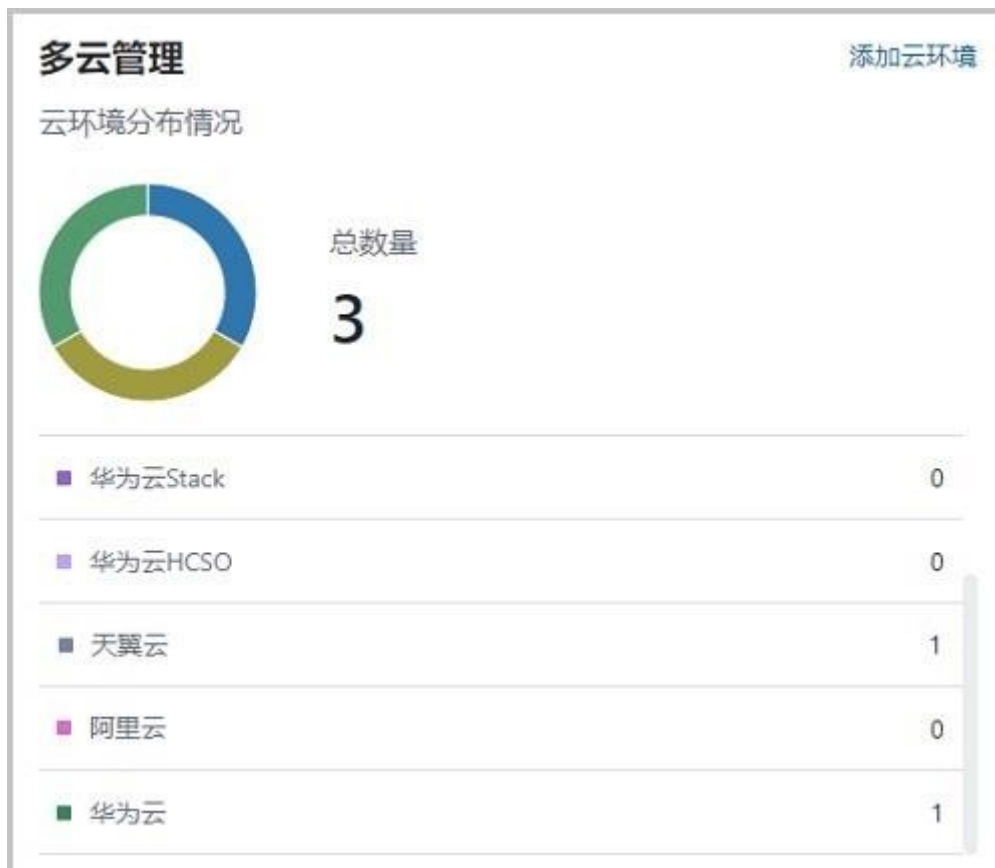 多云管理
添加云环境
云环境分布情况
总数量
3
华为云Stack 0
华为云HCSO 0
天翼云 1
阿里云 0
华为云 1